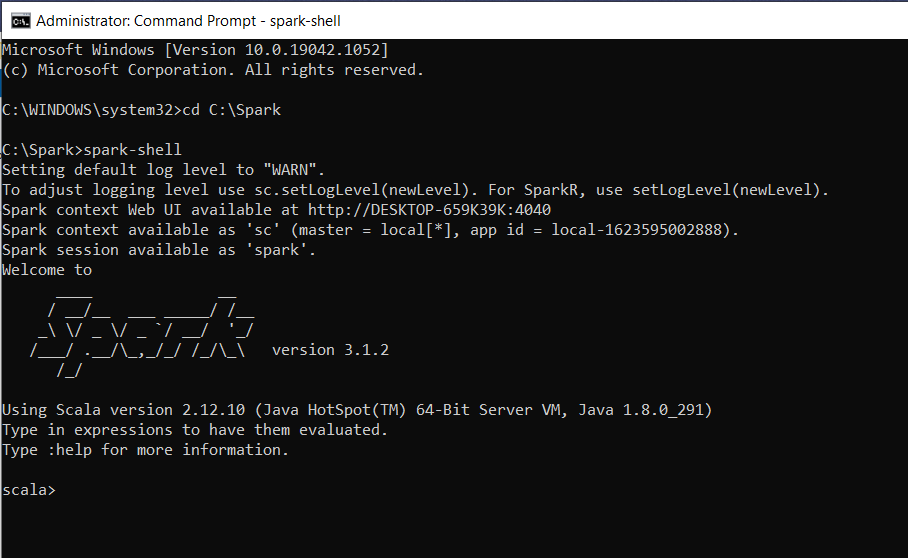 Administrator: Command Prompt - spark-shell
Microsoft Windows [Version 10.0.19042.1052]
(c) Microsoft Corporation. All rights reserved.
C:\WINDOWS\system32>cd C:\Spark
C:\Spark>spark-shell
Setting default log level to "WARN".
To adjust logging level use sc.setLogLevel(newLevel). For SparkR, use setLogLevel(newLevel).
Spark context Web UI available at http://DESKTOP-659K39K:4040
Spark context available as 'sc' (master = local[*], app id = local-1623595002888).
Spark session available as 'spark'.
Welcome to
      ____              __
     / __/__  ___ _____/ /__
    _\ \/ _ \/ _ `/ __/  '_/
   /___/ .__/\_,_/_/ /_/\_\   version 3.1.2
      /_/
Using Scala version 2.12.10 (Java HotSpot(TM) 64-Bit Server VM, Java 1.8.0_291)
Type in expressions to have them evaluated.
Type :help for more information.
scala>